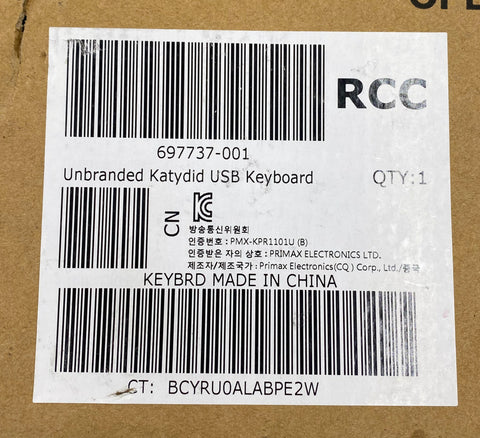 RCC
697737-001
Unbranded Katydid USB Keyboard QTY:1
CN
방송통신위원회
인증번호 : PMX-KPR1101U (B)
인증받은 자의 상호 : PRIMAX ELECTRONICS LTD.
제조자/제조국가 : Primax Electronics(CQ ) Corp., Ltd./중국
KEYBRD MADE IN CHINA
CT: BCYRU0ALABPE2W